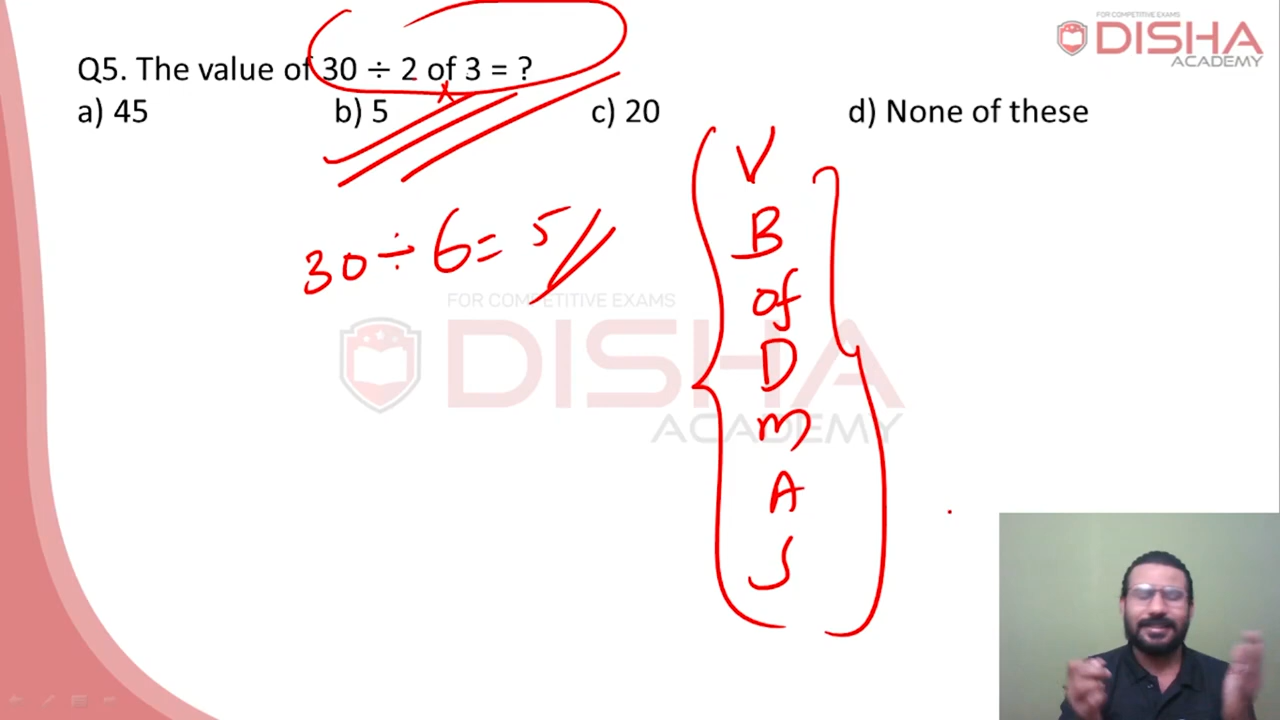 FOR COMPETITIVE EXAMS
DISHA
ACADEMY
Q5. The value of 30 ÷ 2 of 3 = ?
x
a) 45 b) 5 c) 20 d) None of these
30 ÷ 6 = 5
V
B
of
D
M
A
S
FOR COMPETITIVE EXAMS
DISHA
ACADEMY